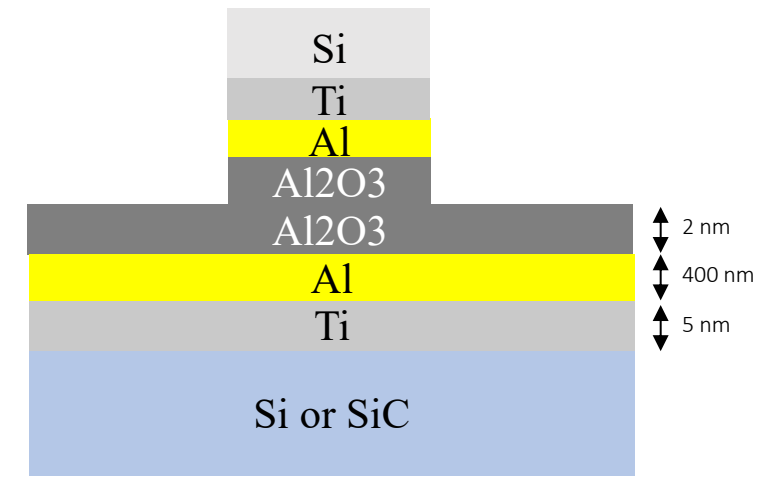 Si
Ti
Al
Al2O3
Al2O3
2 nm
Al
400 nm
Ti
5 nm
Si or SiC